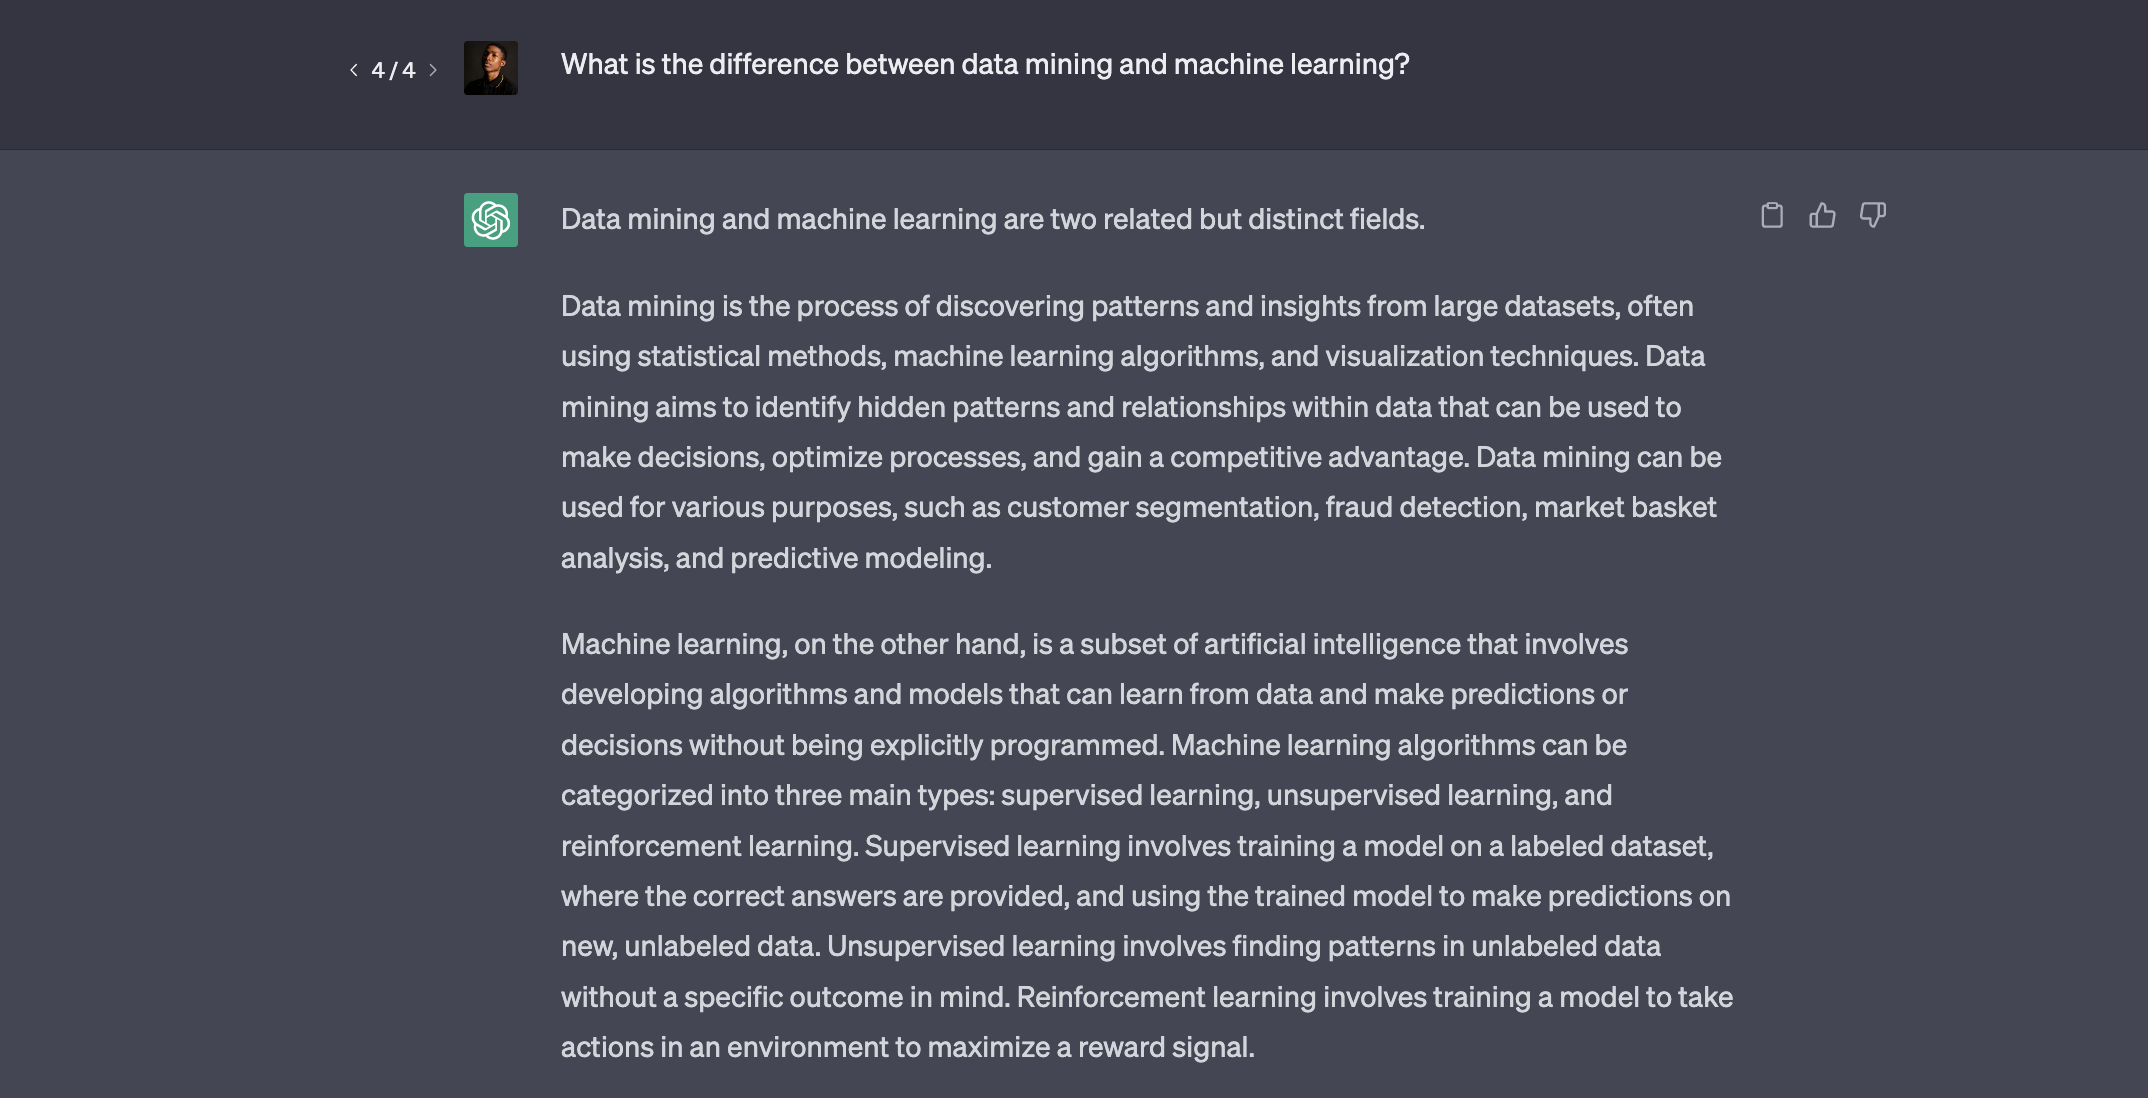 4 / 4
What is the difference between data mining and machine learning?
Data mining and machine learning are two related but distinct fields.
Data mining is the process of discovering patterns and insights from large datasets, often
using statistical methods, machine learning algorithms, and visualization techniques. Data
mining aims to identify hidden patterns and relationships within data that can be used to
make decisions, optimize processes, and gain a competitive advantage. Data mining can be
used for various purposes, such as customer segmentation, fraud detection, market basket
analysis, and predictive modeling.
Machine learning, on the other hand, is a subset of artificial intelligence that involves
developing algorithms and models that can learn from data and make predictions or
decisions without being explicitly programmed. Machine learning algorithms can be
categorized into three main types: supervised learning, unsupervised learning, and
reinforcement learning. Supervised learning involves training a model on a labeled dataset,
where the correct answers are provided, and using the trained model to make predictions on
new, unlabeled data. Unsupervised learning involves finding patterns in unlabeled data
without a specific outcome in mind. Reinforcement learning involves training a model to take
actions in an environment to maximize a reward signal.